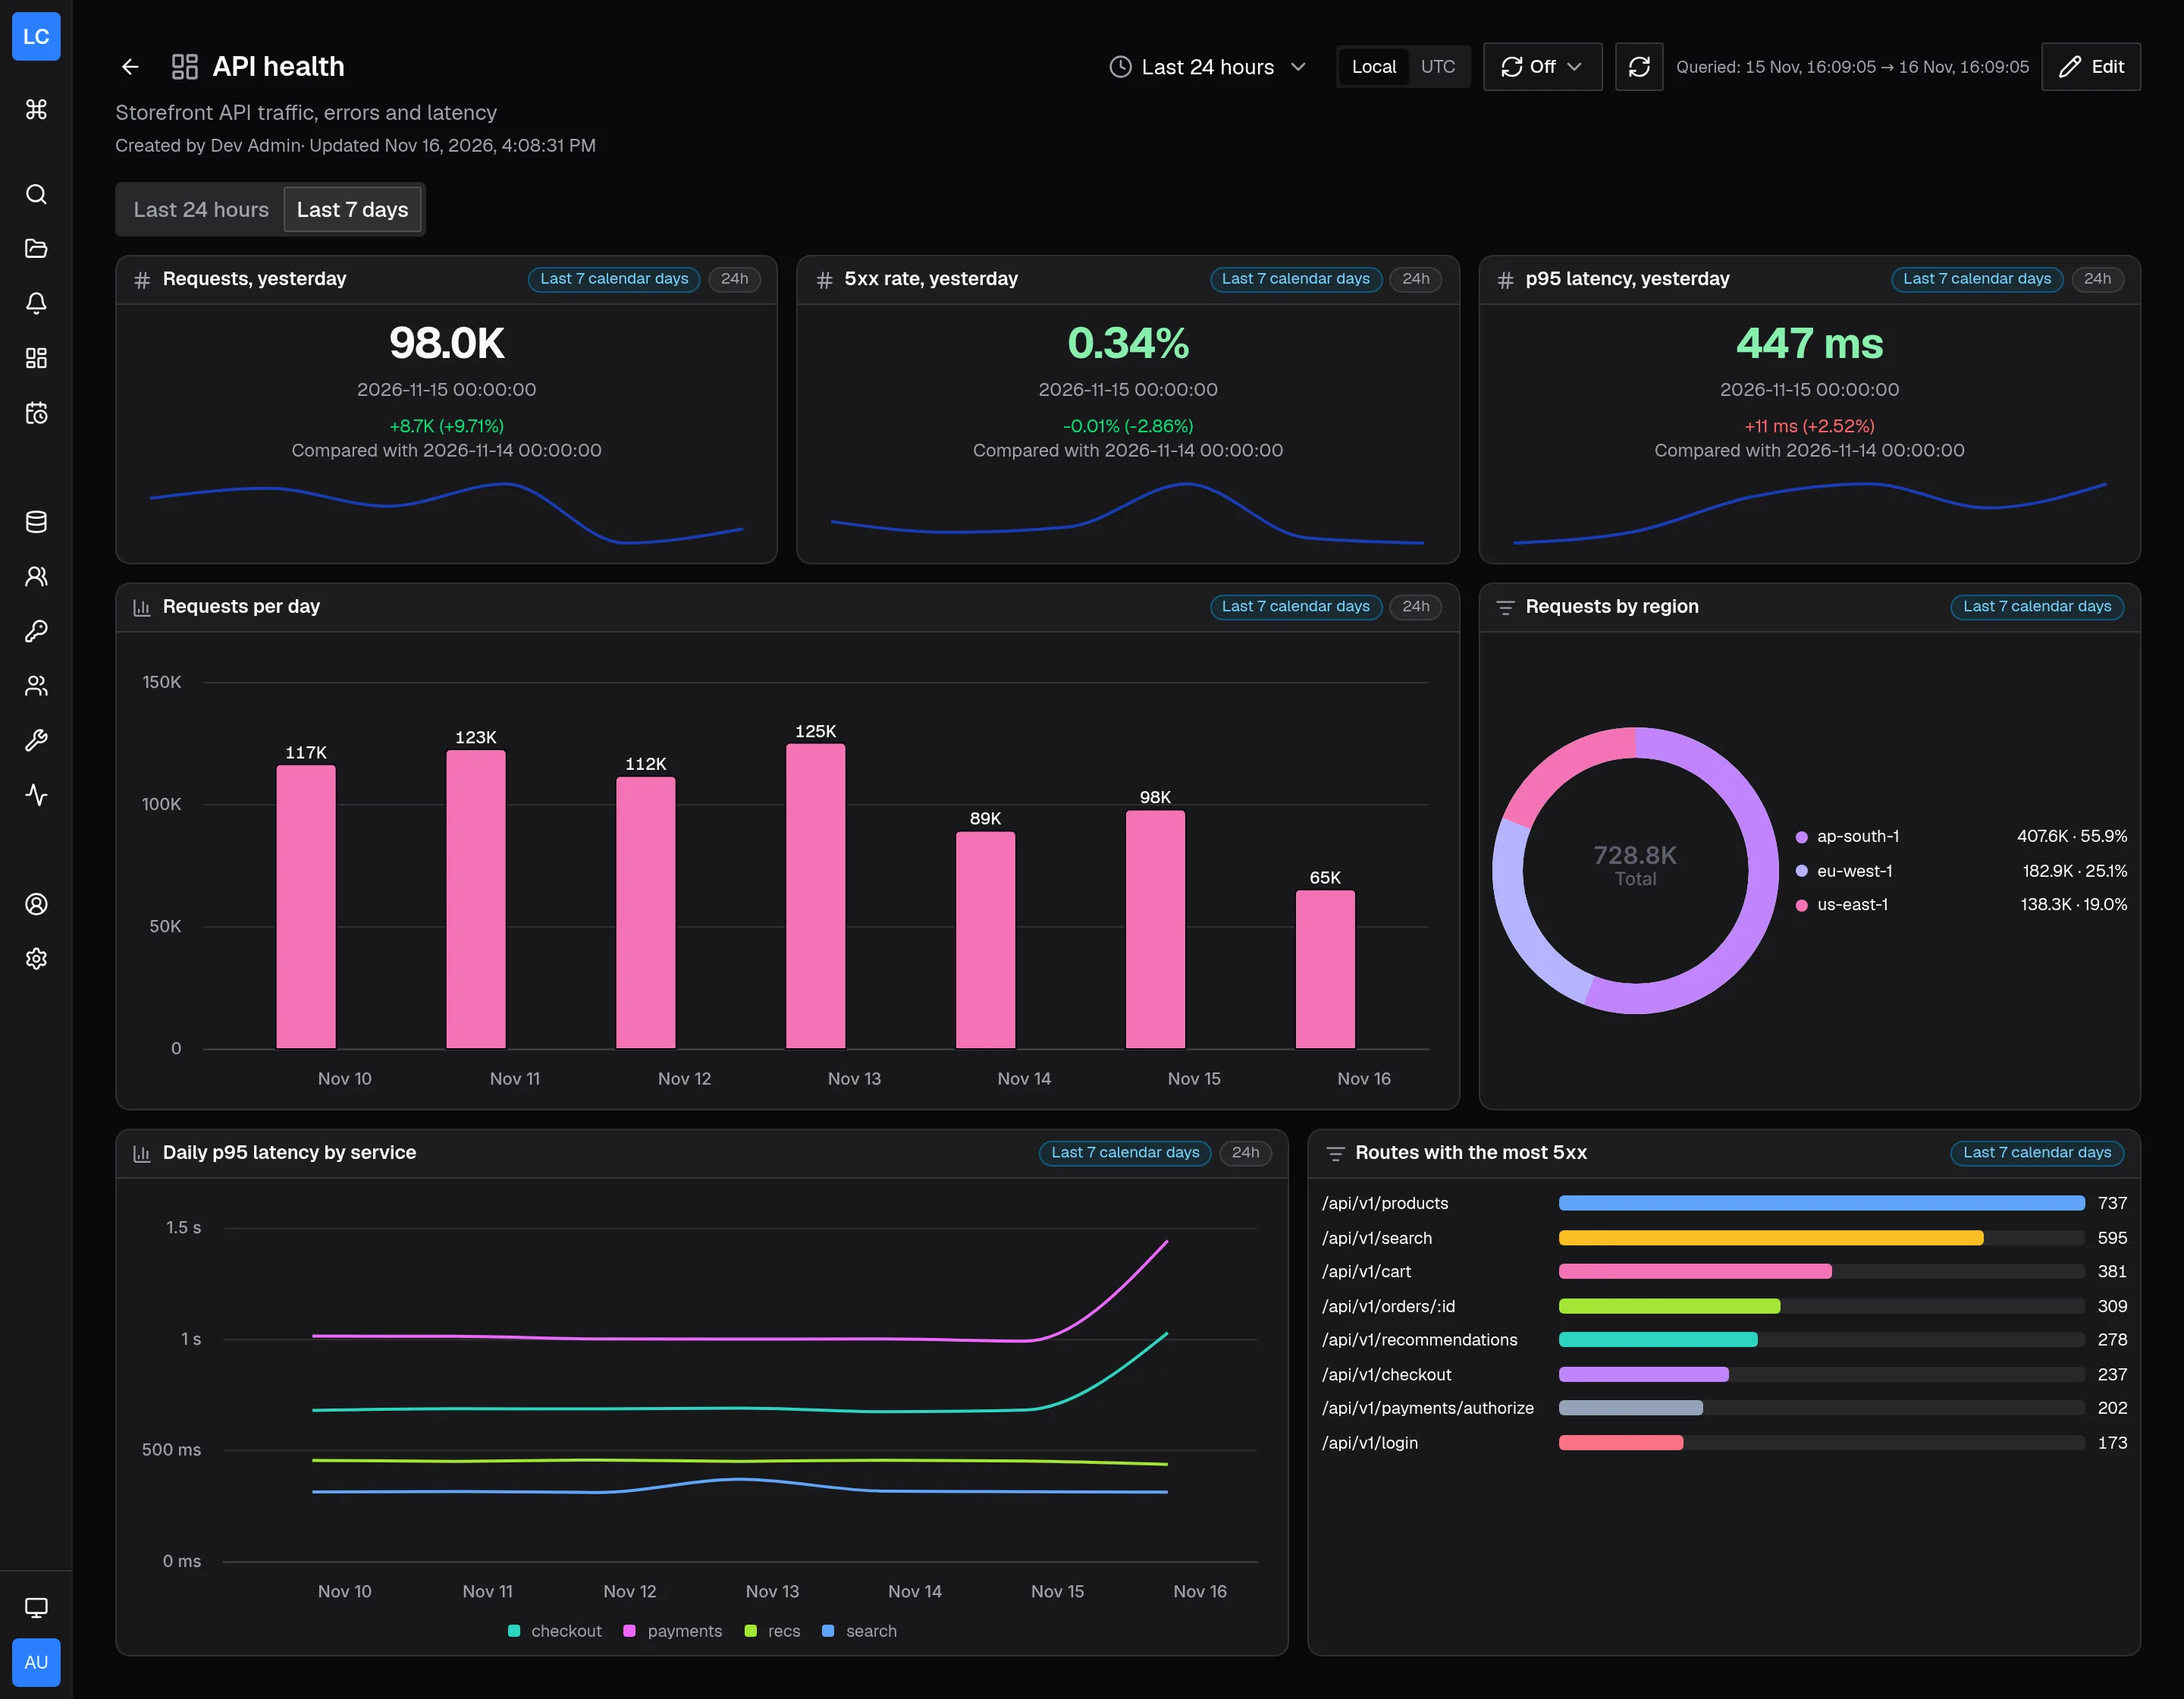 LC
API health
Last 24 hours
Local
UTC
Off
Queried: 15 Nov, 16:09:05 → 16 Nov, 16:09:05
Edit
Storefront API traffic, errors and latency
Created by Dev Admin· Updated Nov 16, 2026, 4:08:31 PM
Last 24 hours
Last 7 days
Requests, yesterday
Last 7 calendar days
24h
98.0K
2026-11-15 00:00:00
+8.7K (+9.71%)
Compared with 2026-11-14 00:00:00
5xx rate, yesterday
Last 7 calendar days
24h
0.34%
2026-11-15 00:00:00
-0.01% (-2.86%)
Compared with 2026-11-14 00:00:00
p95 latency, yesterday
Last 7 calendar days
24h
447 ms
2026-11-15 00:00:00
+11 ms (+2.52%)
Compared with 2026-11-14 00:00:00
Requests per day
Last 7 calendar days
24h
150K
100K
50K
0
117K
123K
112K
125K
89K
98K
65K
Nov 10
Nov 11
Nov 12
Nov 13
Nov 14
Nov 15
Nov 16
Requests by region
Last 7 calendar days
728.8K
Total
ap-south-1 407.6K · 55.9%
eu-west-1 182.9K · 25.1%
us-east-1 138.3K · 19.0%
Daily p95 latency by service
Last 7 calendar days
24h
1.5 s
1 s
500 ms
0 ms
Nov 10
Nov 11
Nov 12
Nov 13
Nov 14
Nov 15
Nov 16
checkout
payments
recs
search
Routes with the most 5xx
Last 7 calendar days
/api/v1/products 737
/api/v1/search 595
/api/v1/cart 381
/api/v1/orders/:id 309
/api/v1/recommendations 278
/api/v1/checkout 237
/api/v1/payments/authorize 202
/api/v1/login 173
AU